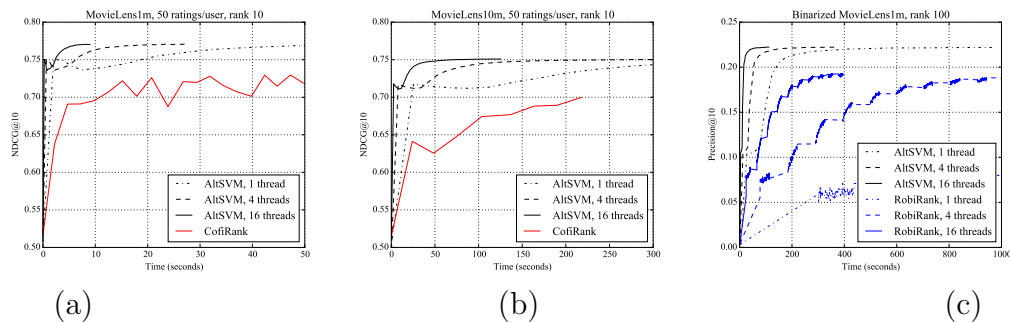 MovieLens1m, 50 ratings/user, rank 10
NDCG@10
0.80
0.75
0.70
0.65
0.60
0.55
0.50
0
10
20
30
40
50
Time (seconds)
AltSVM, 1 thread
AltSVM, 4 threads
AltSVM, 16 threads
CofiRank
(a)
MovieLens10m, 50 ratings/user, rank 10
NDCG@10
0.80
0.75
0.70
0.65
0.60
0.55
0.50
0
50
100
150
200
250
300
Time (seconds)
AltSVM, 1 thread
AltSVM, 4 threads
AltSVM, 16 threads
CofiRank
(b)
Binarized MovieLens1m, rank 100
Precision@10
0.25
0.20
0.15
0.10
0.05
0.00
0
200
400
600
800
1000
Time (seconds)
AltSVM, 1 thread
AltSVM, 4 threads
AltSVM, 16 threads
RobiRank, 1 thread
RobiRank, 4 threads
RobiRank, 16 threads
(c)